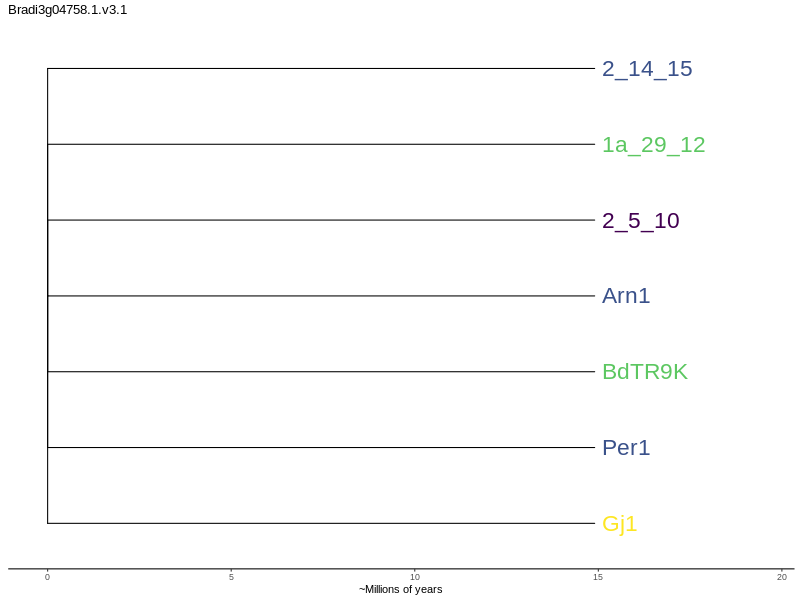 Bradi3g04758.1.v3.1
2_14_15
1a_29_12
2_5_10
Arn1
BdTR9K
Per1
Gj1
0 5 10 15 20
~Millions of years